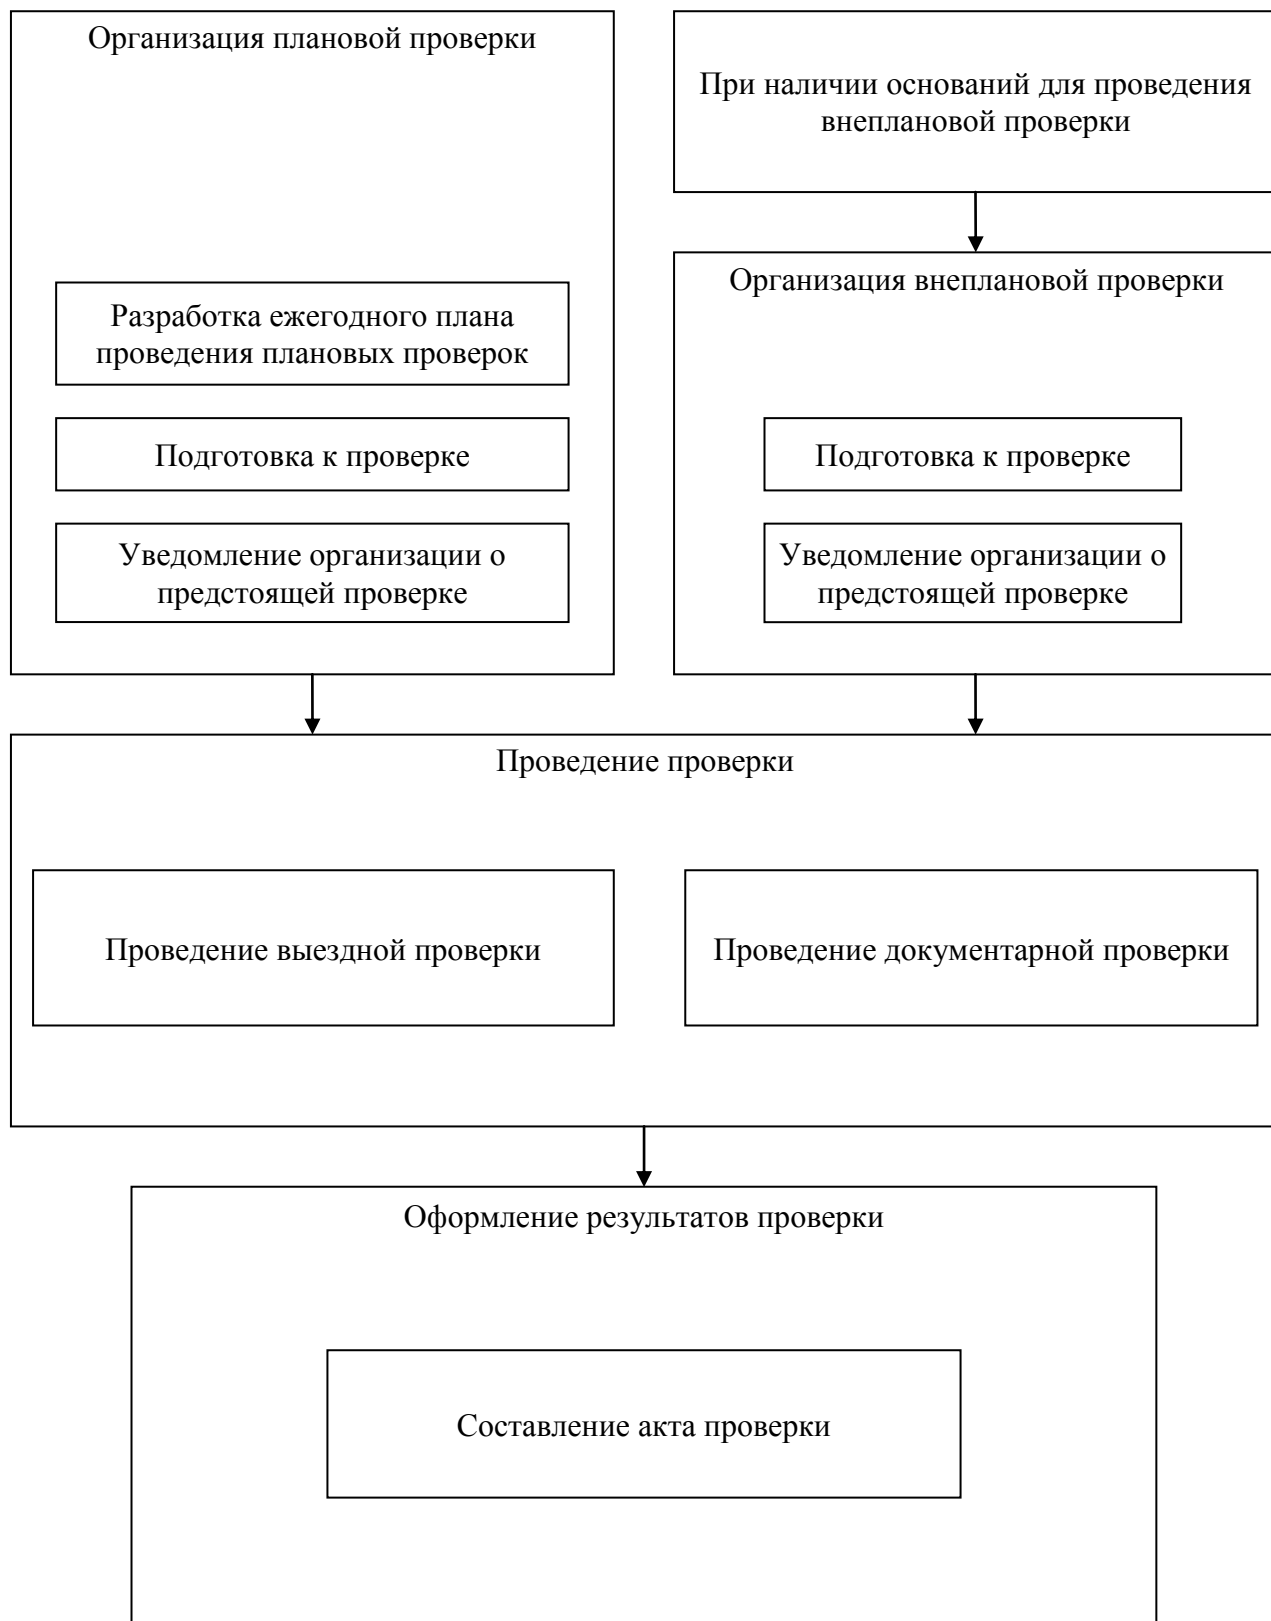 Организация плановой проверки
Разработка ежегодного плана
проведения плановых проверок
Подготовка к проверке
Уведомление организации о
предстоящей проверке
При наличии оснований для проведения
внеплановой проверки
Организация внеплановой проверки
Подготовка к проверке
Уведомление организации о
предстоящей проверке
Проведение проверки
Проведение выездной проверки
Проведение документарной проверки
Оформление результатов проверки
Составление акта проверки